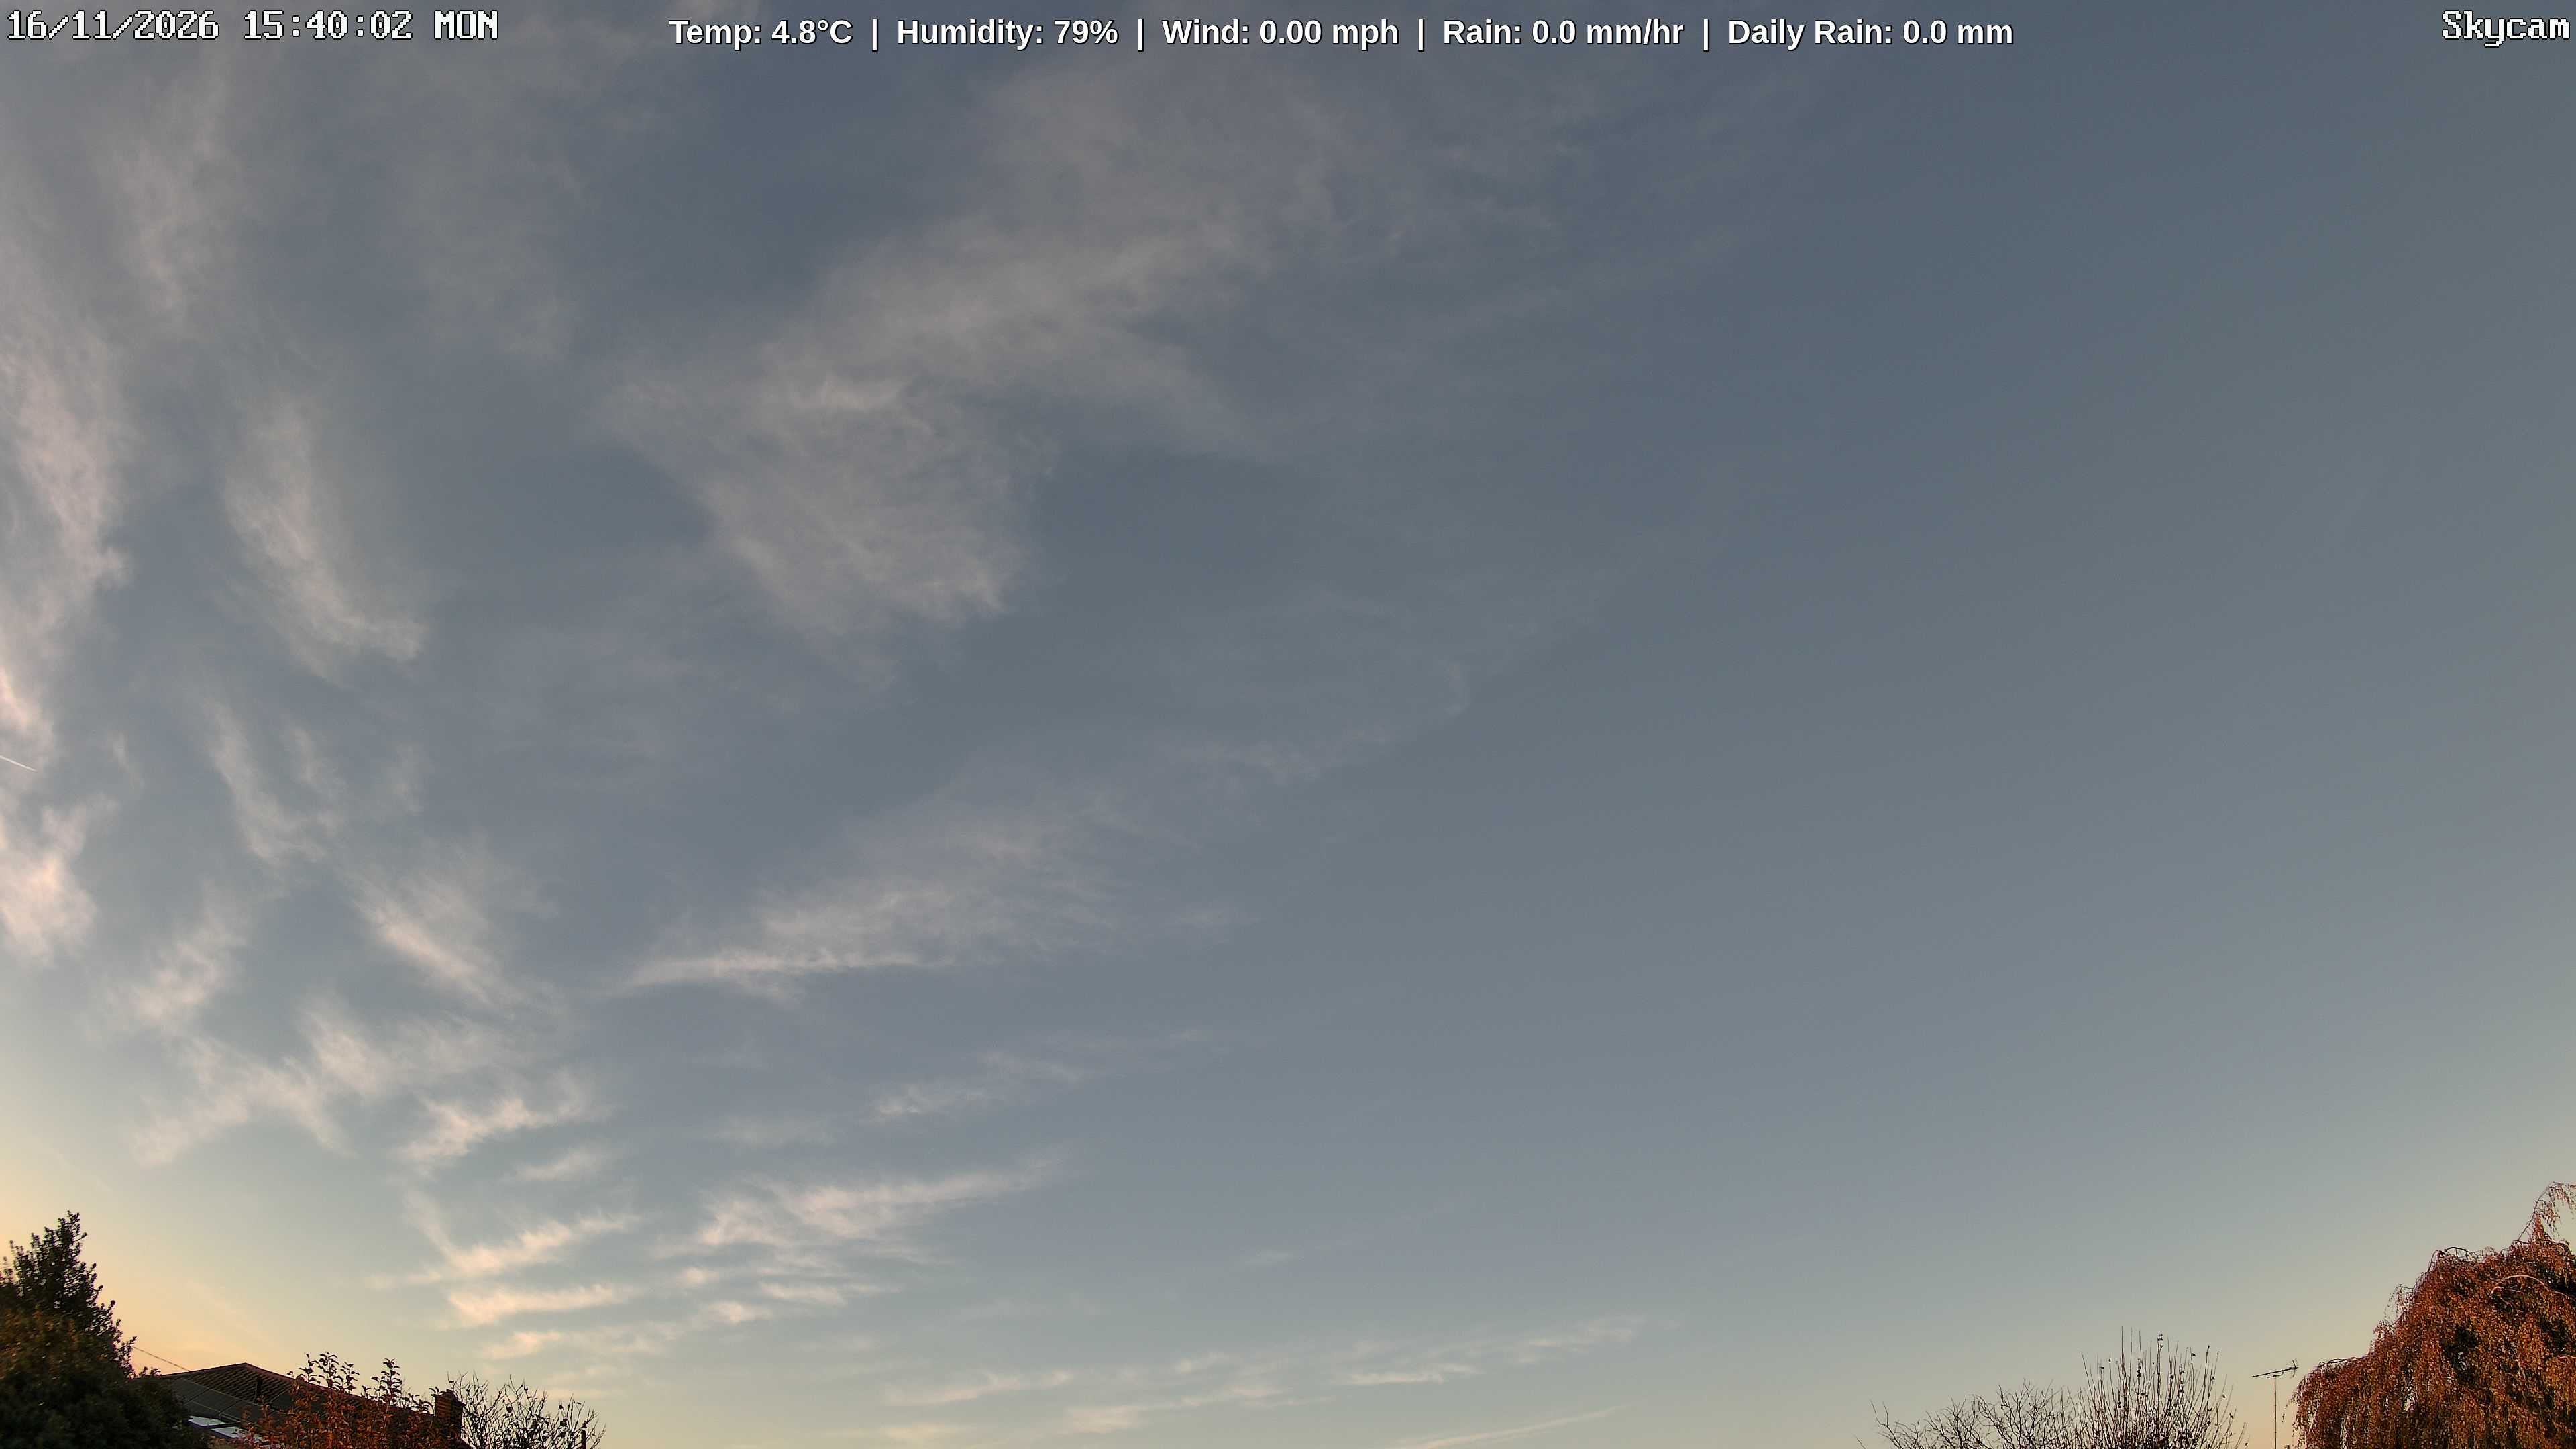 16/11/2026 15:40:02 MON
Temp: 4.8°C | Humidity: 79% | Wind: 0.00 mph | Rain: 0.0 mm/hr | Daily Rain: 0.0 mm
Skycam